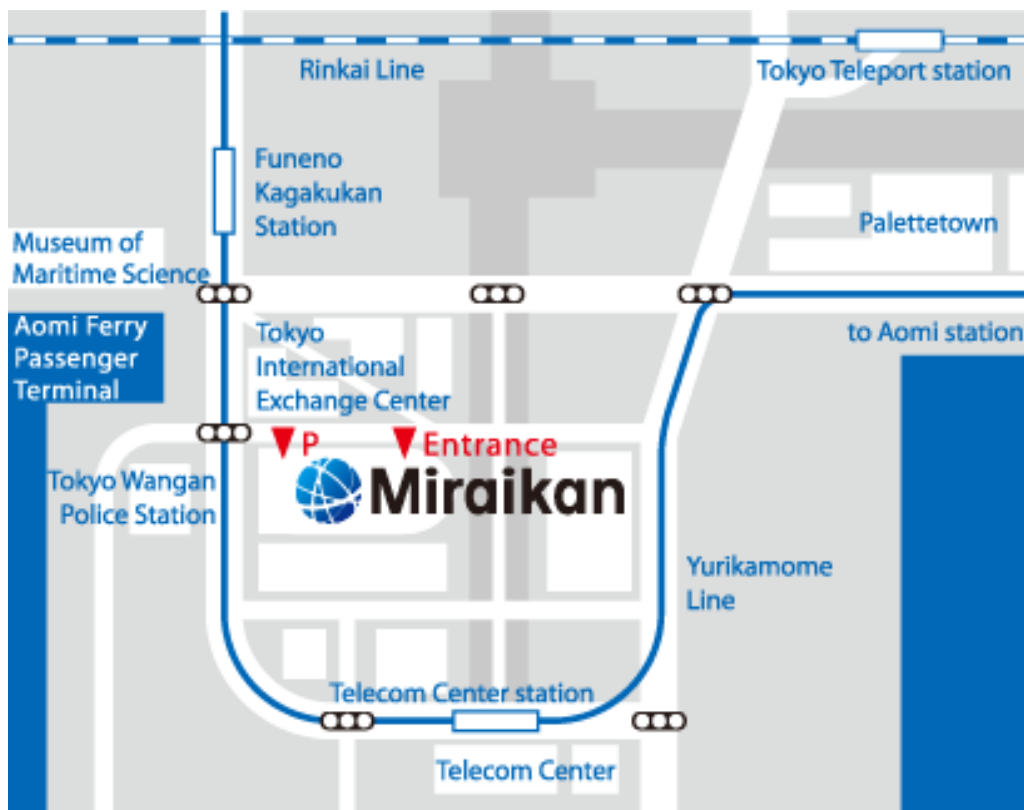 Rinkai Line
Tokyo Teleport station
Funeno
Kagakukan
Station
Palettetown
Museum of
Maritime Science
Aomi Ferry
Passenger
Terminal
Tokyo
International
Exchange Center
to Aomi station
P
Entrance
Miraikan
Tokyo Wangan
Police Station
Yurikamome
Line
Telecom Center station
Telecom Center